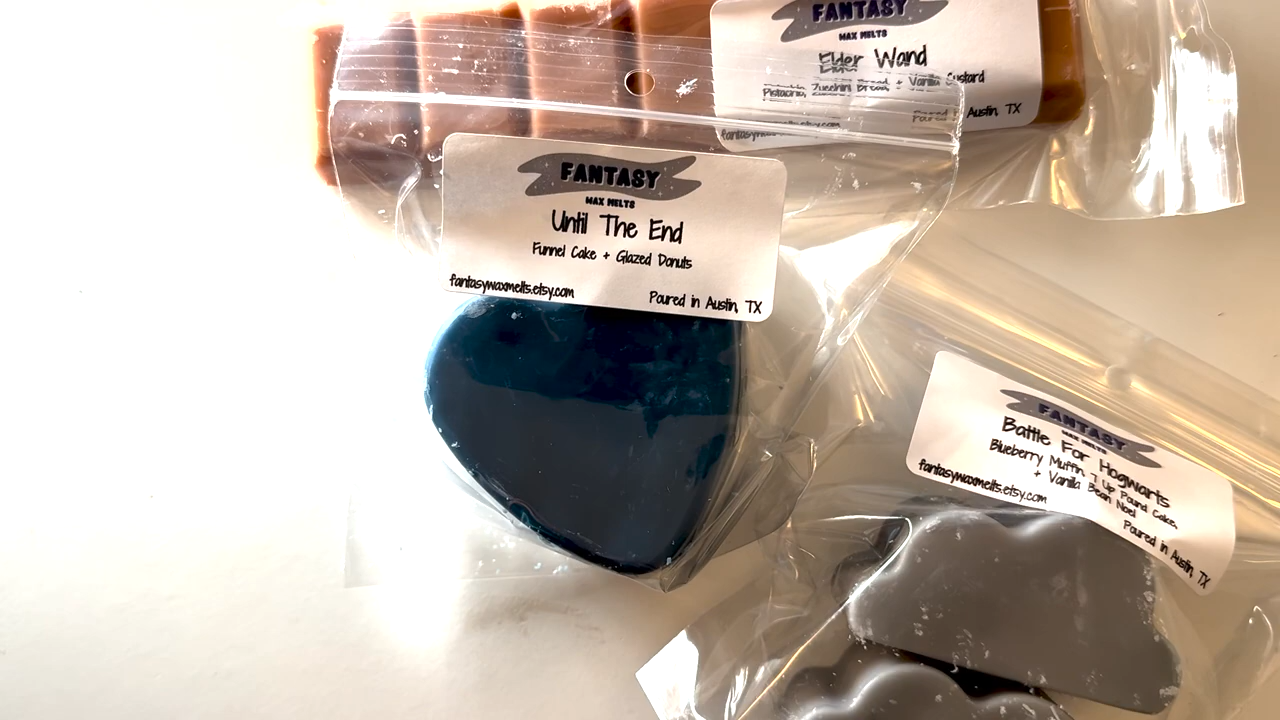 FANTASY
WAX MELTS
Elder Wand
Pistachio, Zucchini Bread, + Vanilla Custard
Poured in Austin, TX
FANTASY
WAX MELTS
Until The End
Funnel Cake + Glazed Donuts
fantasywaxmelts.etsy.com
Poured in Austin, TX
FANTASY
WAX MELTS
Battle For Hogwarts
Blueberry Muffin, 7 Up Pound Cake,
+ Vanilla Bean Noel
fantasywaxmelts.etsy.com
Poured in Austin, TX